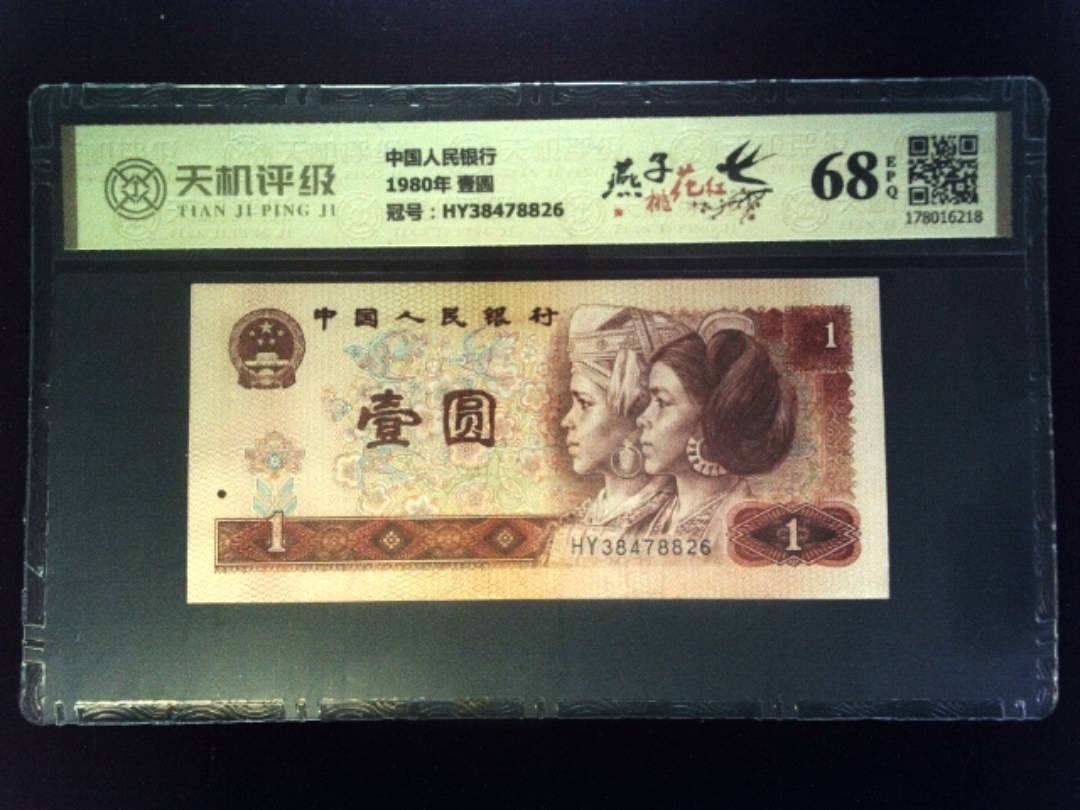 天机评级
TIAN JI PING JI
中国人民银行
1980年 壹圆
冠号：HY38478826
燕子
桃花红
68
EPQ
178016218
中国人民银行
1
壹圆
1
HY38478826
1